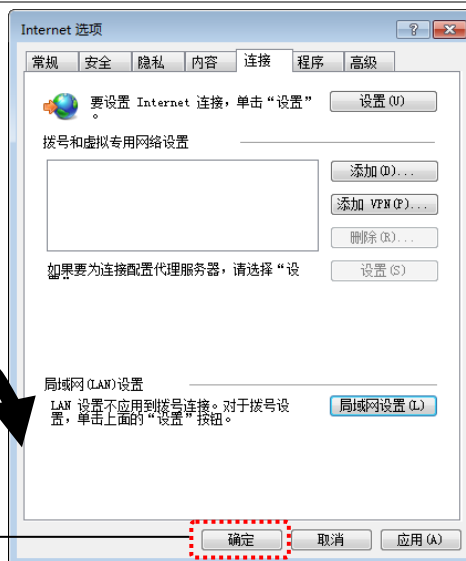 Internet 选项
常规 安全 隐私 内容 连接 程序 高级
要设置 Internet 连接，单击“设置”
。
设置(U)
拨号和虚拟专用网络设置
添加(D)...
添加 VPN(P)...
删除(R)...
如果要为连接配置代理服务器，请选择“设
设置(S)
局域网(LAN)设置
LAN 设置不应用到拨号连接。对于拨号设
置，单击上面的“设置”按钮。
局域网设置(L)
确定 取消 应用(A)